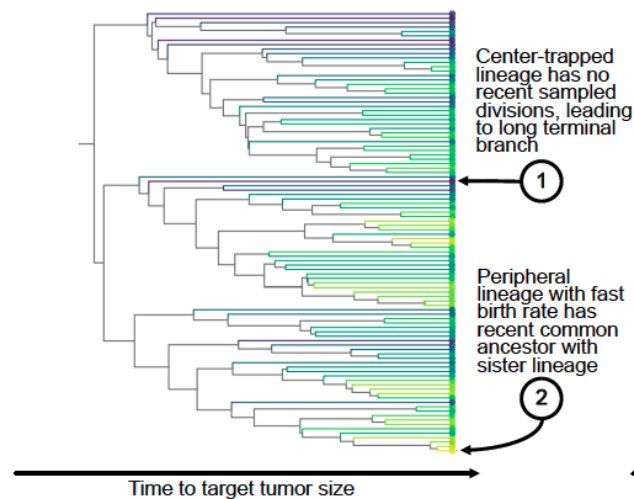 Center-trapped
lineage has no
recent sampled
divisions, leading
to long terminal
branch
1
Peripheral
lineage with fast
birth rate has
recent common
ancestor with
sister lineage
2
Time to target tumor size